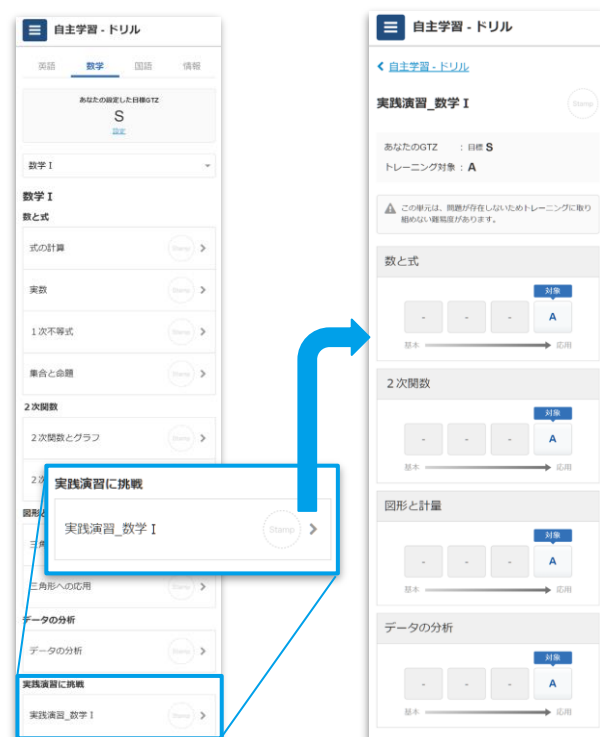 自主学習 - ドリル
英語 数学 国語 情報
あなたの設定した目標GTZ
S
設定
数学 I
数学 I
数と式
式の計算 Stamp
実数 Stamp
1次不等式 Stamp
集合と命題 Stamp
2次関数
2次関数とグラフ Stamp
実践演習に挑戦
実践演習_数学 I Stamp
三角形への応用 Stamp
データの分析
データの分析 Stamp
実践演習に挑戦
実践演習_数学 I Stamp
自主学習 - ドリル
自主学習 - ドリル
実践演習_数学 I Stamp
あなたのGTZ : 目標 S
トレーニング対象 : A
この単元は、問題が存在しないためトレーニングに取り
組めない難易度があります。
数と式
対象
- - - A
基本 応用
2次関数
対象
- - - A
基本 応用
図形と計量
対象
- - - A
基本 応用
データの分析
対象
- - - A
基本 応用